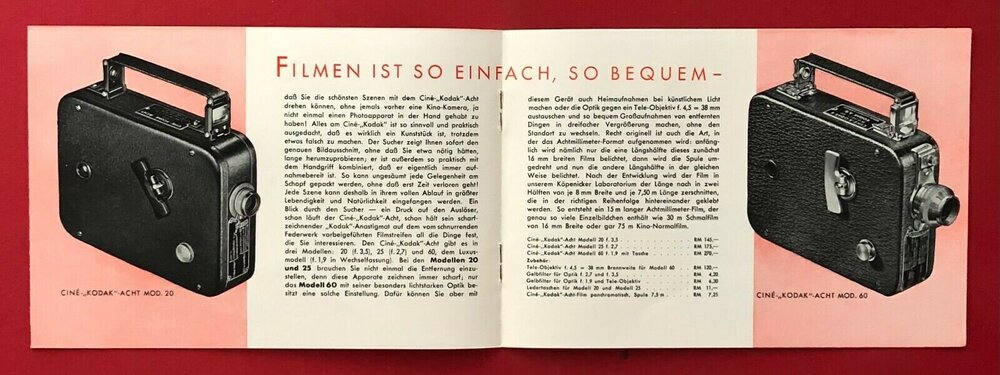 FILMEN IST SO EINFACH, SO BEQUEM –
daß Sie die schönsten Szenen mit dem Ciné-„Kodak"-Acht
drehen können, ohne jemals vorher eine Kino-Kamera, ja
nicht einmal einen Photoapparat in der Hand gehabt zu
haben! Alles am Ciné-„Kodak" ist so sinnvoll und praktisch
ausgedacht, daß es wirklich ein Kunststück ist, trotzdem
etwas falsch zu machen. Der Sucher zeigt Ihnen sofort den
genauen Bildausschnitt, ohne daß Sie etwa nötig hätten,
lange herumzuprobieren; er ist außerdem so praktisch mit
dem Handgriff kombiniert, daß er eigentlich immer auf-
nahmebereit ist. So kann ungesäumt jede Gelegenheit am
Schopf gepackt werden, ohne daß erst Zeit verloren geht!
Jede Szene kann deshalb in ihrem vollen Ablauf in größter
Lebendigkeit und Natürlichkeit eingefangen werden. Ein
Blick durch den Sucher — ein Druck auf den Auslöser,
schon läuft der Ciné-„Kodak"-Acht, schon hält sein scharf-
zeichnender „Kodak"-Anastigmat auf dem vom schnurrenden
Federwerk vorbeigeführten Filmstreifen all die Dinge fest,
die Sie interessieren. Den Ciné-„Kodak"-Acht gibt es in
drei Modellen: 20 (f. 3,5), 25 (f. 2,7) und 60, dem Luxus-
modell (f. 1,9 in Wechselfassung). Bei den Modellen 20
und 25 brauchen Sie nicht einmal die Entfernung einzu-
stellen, denn diese Apparate zeichnen immer scharf; nur
das Modell 60 mit seiner besonders lichtstarken Optik be-
sitzt eine solche Einstellung. Dafür können Sie aber mit
CINÉ-„KODAK"-ACHT MOD. 20
diesem Gerät auch Heimaufnahmen bei künstlichem Licht
machen oder die Optik gegen ein Tele-Objektiv f. 4,5 = 38 mm
austauschen und so bequem Großaufnahmen von entfernten
Dingen in dreifacher Vergrößerung machen, ohne den
Standort zu wechseln. Recht originell ist auch die Art, in
der das Achtmillimeter-Format aufgenommen wird: anfäng-
lich wird nämlich nur die eine Längshälfte dieses zunächst
16 mm breiten Films belichtet, dann wird die Spule um-
gedreht und nun die andere Längshälfte in der gleichen
Weise belichtet. Nach der Entwicklung wird der Film in
unserem Köpenicker Laboratorium der Länge nach in zwei
Hälften von je 8 mm Breite und je 7,50 m Länge zerschnitten,
die in der richtigen Reihenfolge hintereinander geklebt
werden. So entsteht ein 15 m langer Achtmillimeter-Film, der
genau so viele Einzelbildchen enthält wie 30 m Schmalfilm
von 16 mm Breite oder gar 75 m Kino-Normalfilm.
Ciné-„Kodak"-Acht Modell 20 f. 3,5 . . . . . . . . RM 145,—
Ciné-„Kodak"-Acht Modell 25 f. 2,7 . . . . . . . . RM 175,—
Ciné-„Kodak"-Acht Modell 60 f. 1,9 mit Tasche . . . RM 270,—
Zubehör:
Tele-Objektiv f. 4,5 = 38 mm Brennweite für Modell 60 . RM 120,—
Gelbfilter für Optik f. 2,7 und f. 3,5 . . . . . . . RM 4,20
Gelbfilter für Optik f. 1,9 und Tele-Objektiv . . . . RM 6,30
Ledertaschen für Modell 20 und Modell 25 . . . . . . RM 11,—
Ciné-„Kodak"-Acht-Film panchromatisch, Spule 7,5 m . . RM 7,25
CINÉ-„KODAK"-ACHT MOD. 60